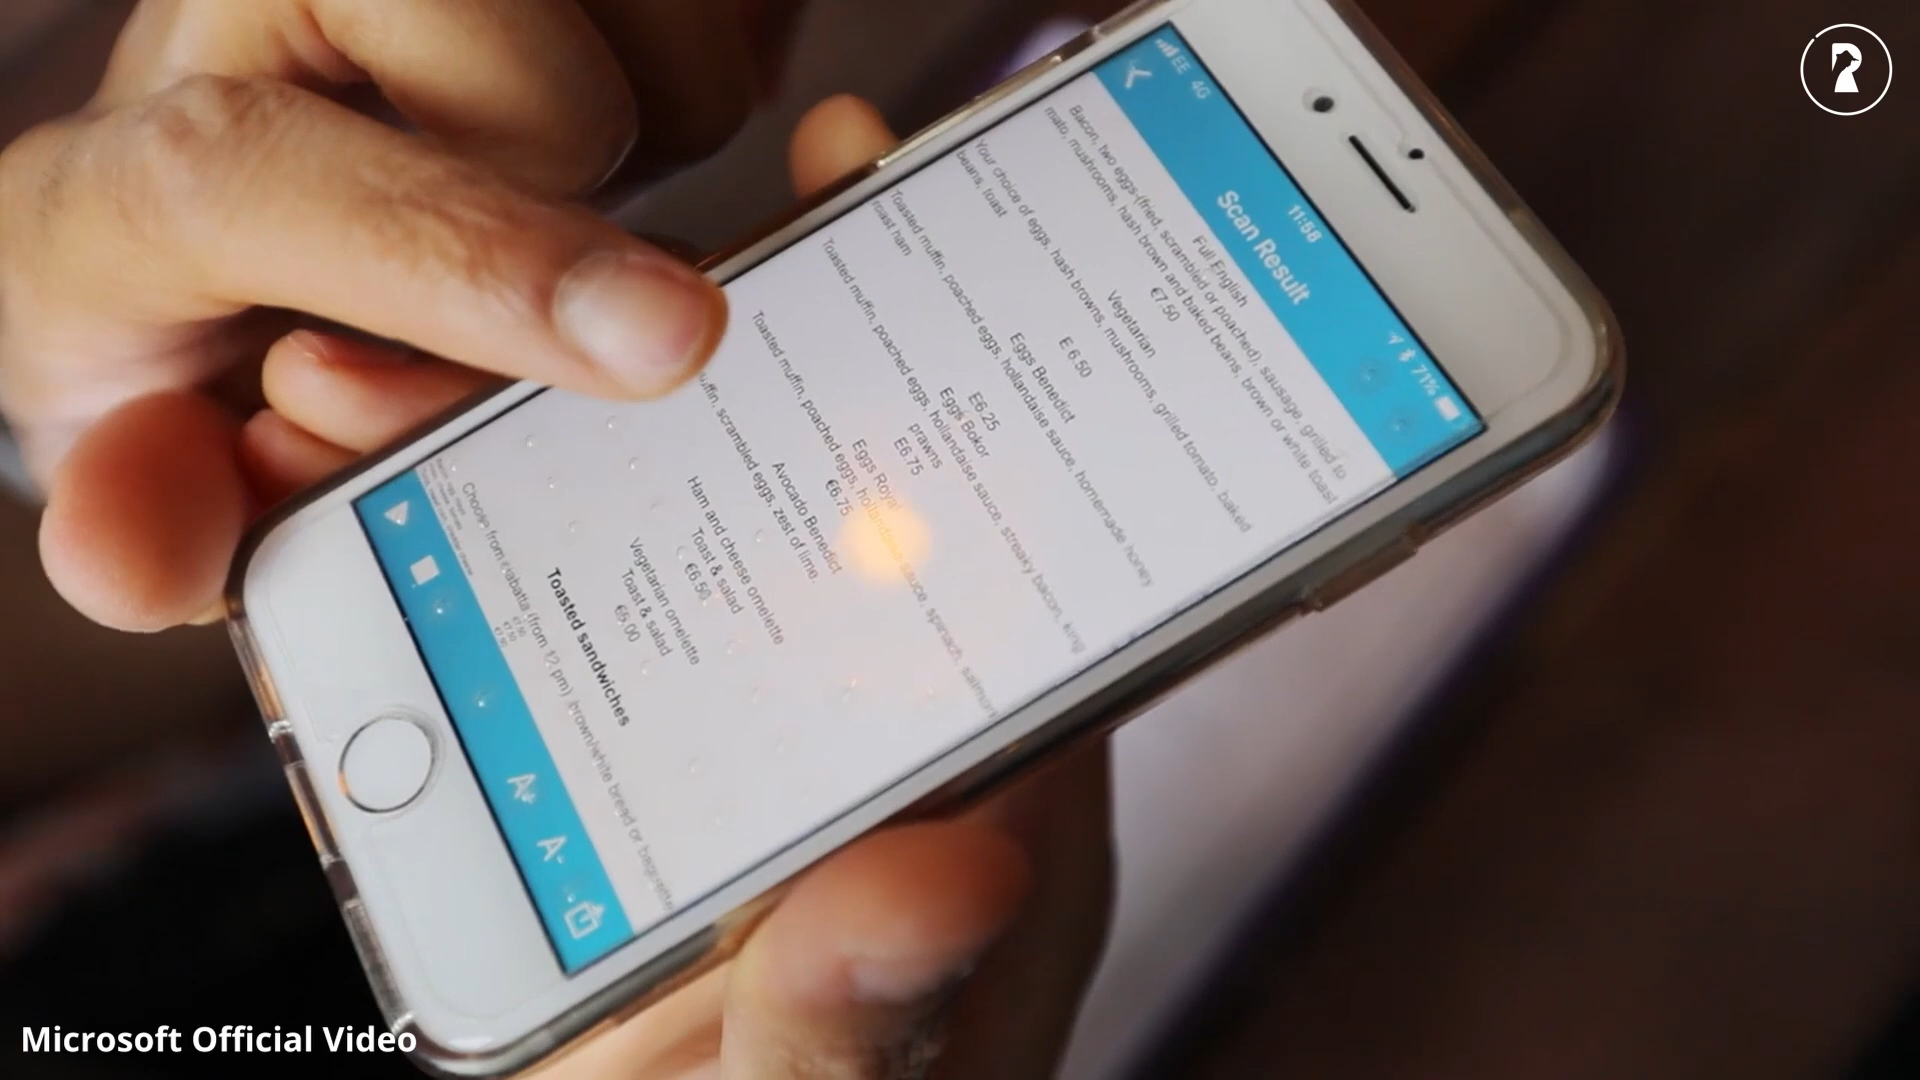 EE 4G
11:58
71%
Scan Result
Full English
Bacon, two eggs (fried, scrambled or poached), sausage, grilled to
mato, mushrooms, hash brown and baked beans, brown or white toast
€7.50
Vegetarian
Your choice of eggs, hash browns, mushrooms, grilled tomato, baked
beans, toast
E 6.50
Eggs Benedict
Toasted muffin, poached eggs, hollandaise sauce, homemade honey
roast ham
E6.25
Eggs Bokor
Toasted muffin, poached eggs, hollandaise sauce, streaky bacon, king
prawns
E6.75
Eggs Royal
Toasted muffin, poached eggs, hollandaise sauce, spinach, salmon
€6.75
Avocado Benedict
uffin, scrambled eggs, zest of lime.
Ham and cheese omelette
Toast & salad
€6.50
Vegetarian omelette
Toast & salad
€6.00
Toasted sandwiches
Choose from ciabatta (from 12 pm) brown/white bread or baguette
€7.50
€7.50
A+
A-
Microsoft Official Video